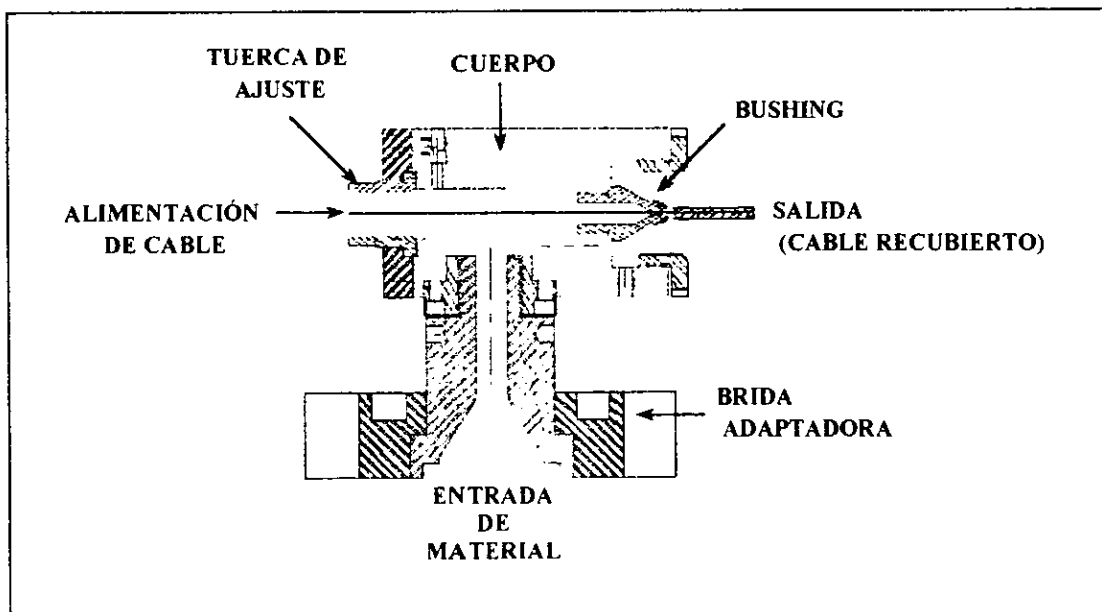 TUERCA DE
AJUSTE
CUERPO
BUSHING
ALIMENTACIÓN
DE CABLE
SALIDA
(CABLE RECUBIERTO)
BRIDA
ADAPTADORA
ENTRADA
DE
MATERIAL